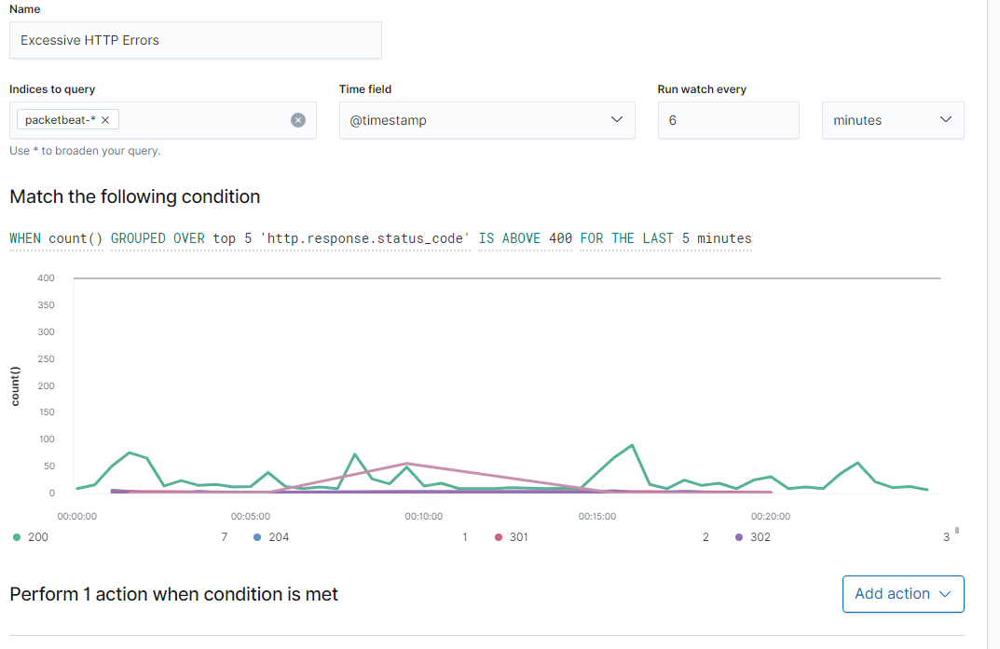 Name
Excessive HTTP Errors
Indices to query
Time field
Run watch every
packetbeat-*
@timestamp
6
minutes
Use * to broaden your query.
Match the following condition
WHEN count() GROUPED OVER top 5 'http.response.status_code' IS ABOVE 400 FOR THE LAST 5 minutes
400
350
300
250
200
150
100
50
0
count()
00:00:00 00:05:00 00:10:00 00:15:00 00:20:00
200 7 204 1 301 2 302 3
Perform 1 action when condition is met
Add action